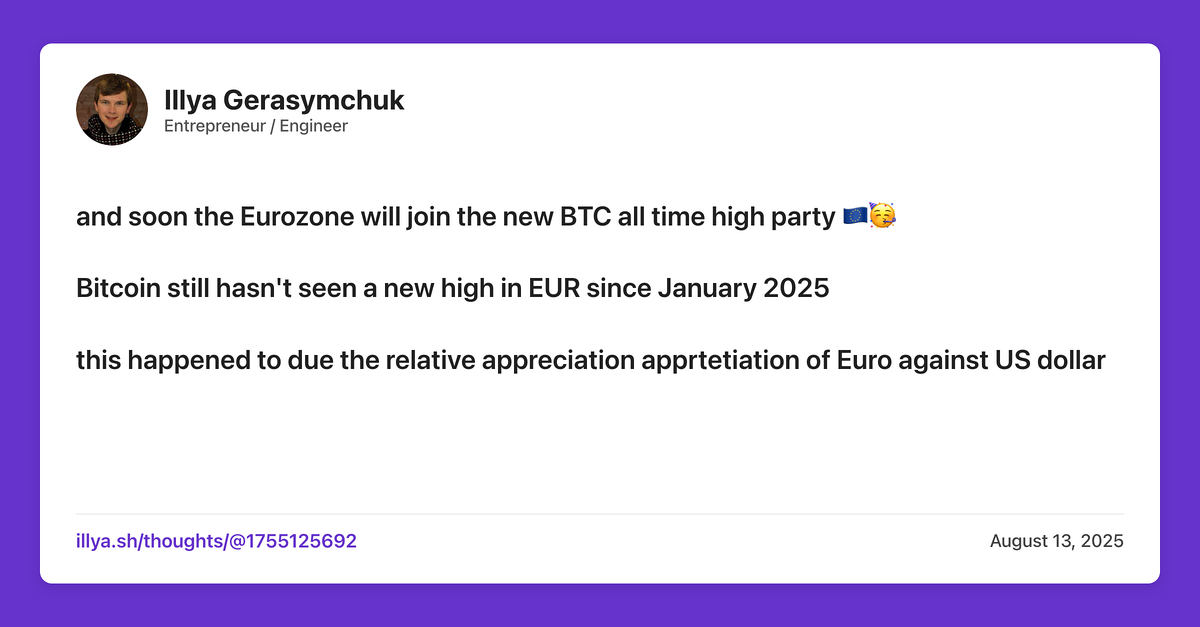 Illya Gerasymchuk
Entrepreneur / Engineer
and soon the Eurozone will join the new BTC all time high party 🇪🇺🥳
Bitcoin still hasn't seen a new high in EUR since January 2025
this happened to due the relative appreciation apprtetiation of Euro against US dollar
illya.sh/thoughts/@1755125692
August 13, 2025